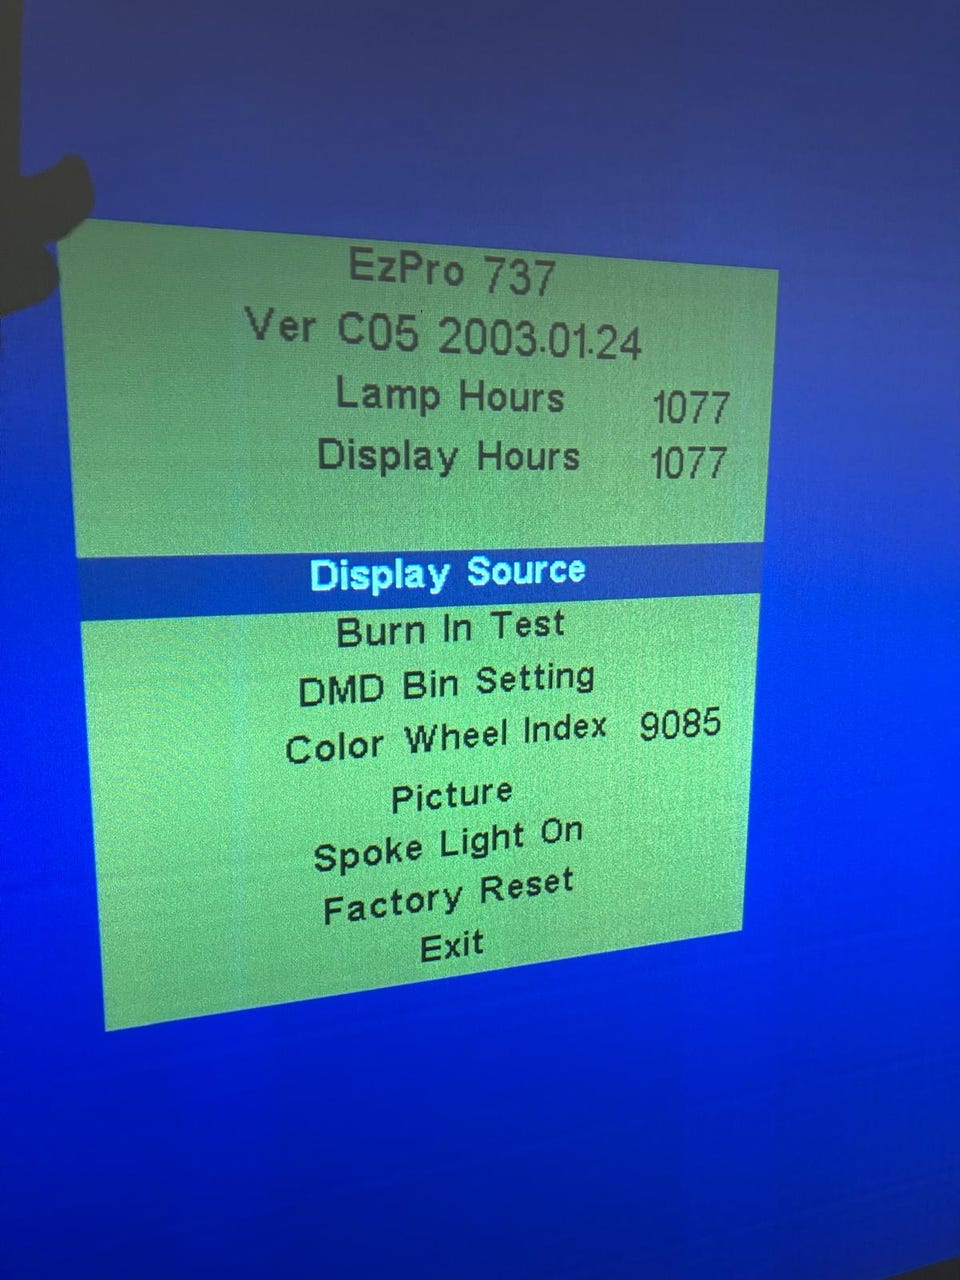 EzPro 737
Ver C05 2003.01.24
Lamp Hours 1077
Display Hours 1077
Display Source
Burn In Test
DMD Bin Setting
Color Wheel Index 9085
Picture
Spoke Light On
Factory Reset
Exit